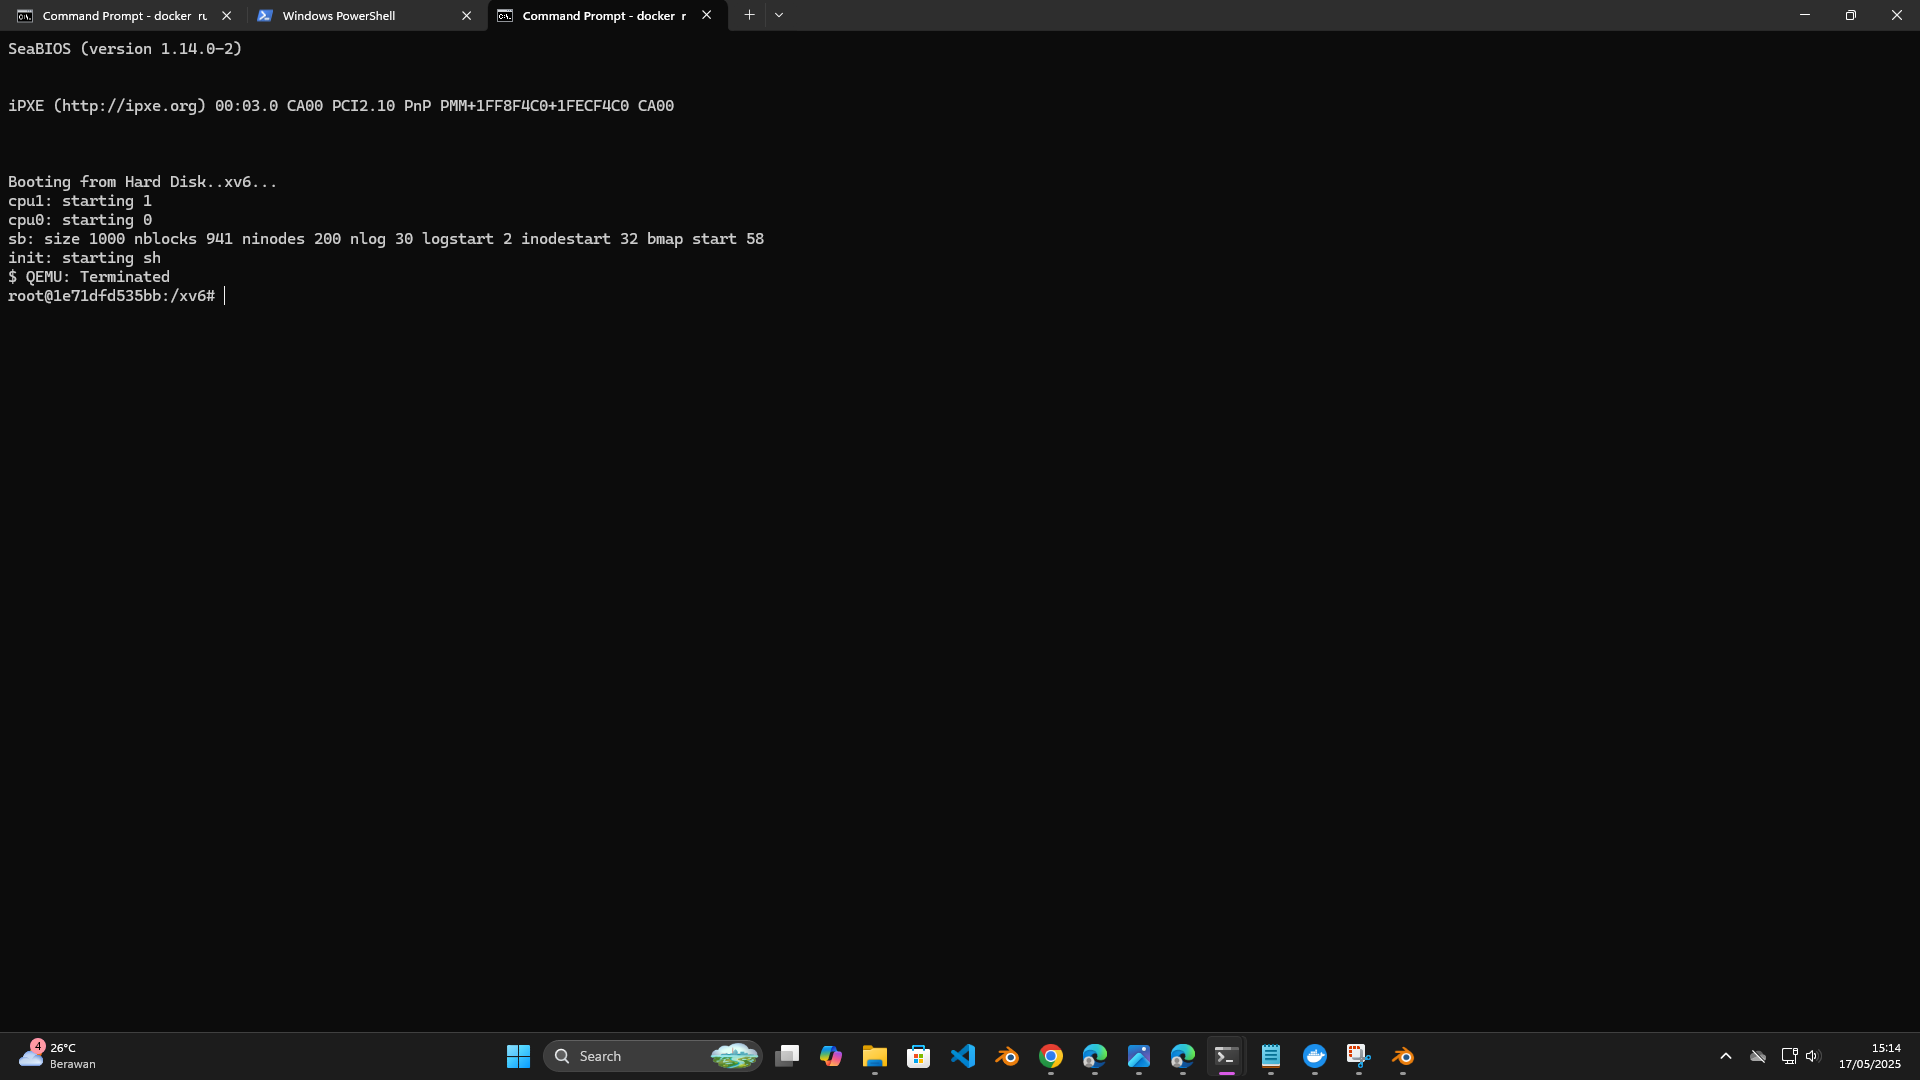 Command Prompt - docker  ru
Windows PowerShell
Command Prompt - docker  r
SeaBIOS (version 1.14.0-2)
iPXE (http://ipxe.org) 00:03.0 CA00 PCI2.10 PnP PMM+1FF8F4C0+1FECF4C0 CA00
Booting from Hard Disk..xv6...
cpu1: starting 1
cpu0: starting 0
sb: size 1000 nblocks 941 ninodes 200 nlog 30 logstart 2 inodestart 32 bmap start 58
init: starting sh
$ QEMU: Terminated
root@1e71dfd535bb:/xv6#
4
26°C
Berawan
Search
15:14
17/05/2025